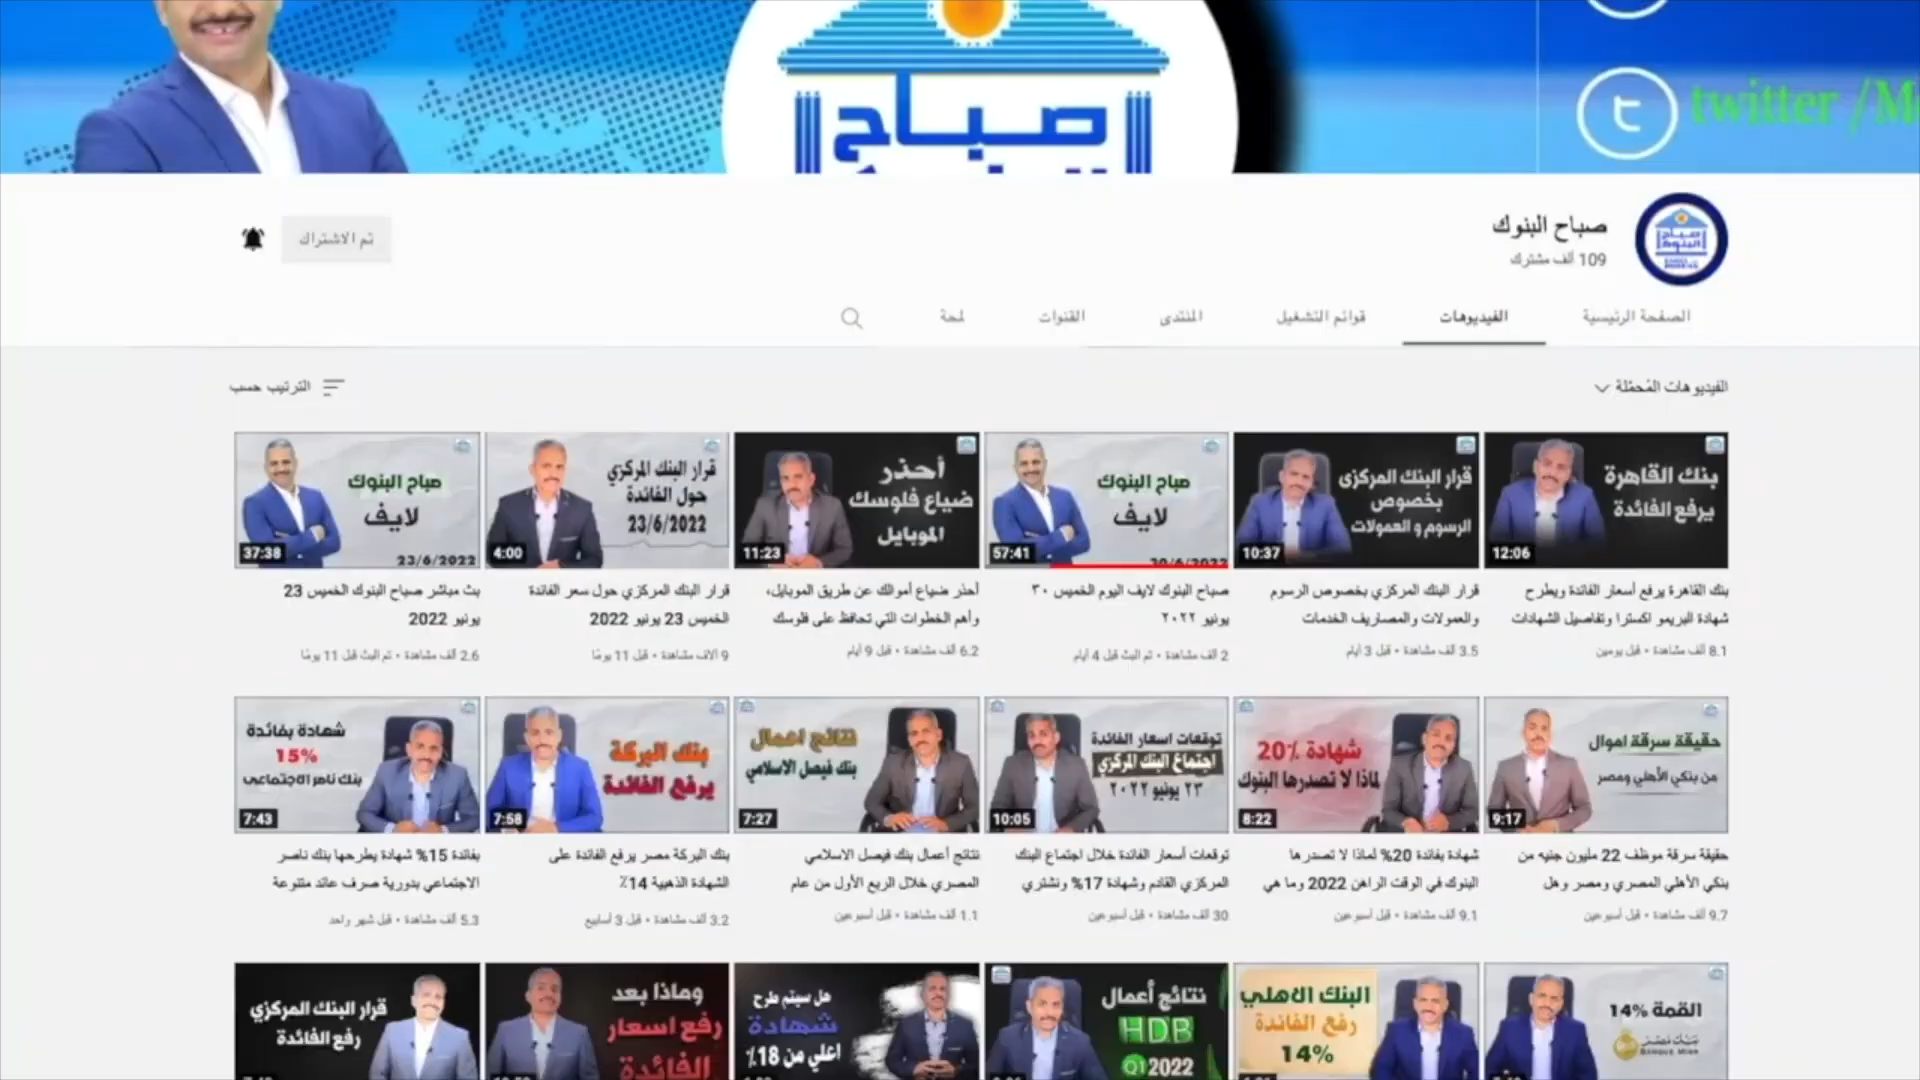 صباح
twitter /M
صباح البنوك
109 ألف مشترك
تم الاشتراك
الصفحة الرئيسية
الفيديوهات
قوائم التشغيل
المنتدى
القنوات
لمحة
الفيديوهات المُحمّلة
الترتيب حسب
بنك القاهرة
يرفع الفائدة
12:06
بنك القاهرة يرفع أسعار الفائدة ويطرح
شهادة البريمو اكسترا وتفاصيل الشهادات
8.1 ألف مشاهدة • قبل يومين
قرار البنك المركزى
بخصوص
الرسوم و العمولات
10:37
قرار البنك المركزي بخصوص الرسوم
والعمولات والمصاريف الخدمات
3.5 ألف مشاهدة • قبل 3 أيام
صباح البنوك
لايف
30/6/2022
57:41
صباح البنوك لايف اليوم الخميس ٣٠
يونيو ٢٠٢٢
2 ألف مشاهدة • تم البث قبل 4 أيام
أحذر
ضياع فلوسك
الموبايل
11:23
أحذر ضياع أموالك عن طريق الموبايل،
وأهم الخطوات التي تحافظ على فلوسك
6.2 ألف مشاهدة • قبل 9 أيام
قرار البنك المركزي
حول الفائدة
23/6/2022
4:00
قرار البنك المركزي حول سعر الفائدة
الخميس 23 يونيو 2022
9 آلاف مشاهدة • قبل 11 يومًا
صباح البنوك
لايف
23/6/2022
37:38
بث مباشر صباح البنوك الخميس 23
يونيو 2022
2.6 ألف مشاهدة • تم البث قبل 11 يومًا
حقيقة سرقة اموال
من بنكي الأهلي ومصر
9:17
حقيقة سرقة موظف 22 مليون جنيه من
بنكي الأهلي المصري ومصر وهل
9.7 ألف مشاهدة • قبل أسبوعين
شهادة 20%
لماذا لا تصدرها البنوك
8:22
شهادة بفائدة 20% لماذا لا تصدرها
البنوك في الوقت الراهن 2022 وما هي
9.1 ألف مشاهدة • قبل أسبوعين
توقعات اسعار الفائدة
اجتماع البنك المركزي
٢٣ يونيو ٢٠٢٢
10:05
توقعات أسعار الفائدة خلال اجتماع البنك
المركزي القادم وشهادة 17% ونشتري
30 ألف مشاهدة • قبل أسبوعين
نتائج اعمال
بنك فيصل الاسلامي
7:27
نتائج أعمال بنك فيصل الاسلامي
المصري خلال الربع الأول من عام
1.1 ألف مشاهدة • قبل أسبوعين
بنك البركة
يرفع الفائدة
7:58
بنك البركة مصر يرفع الفائدة على
الشهادة الذهبية 14٪
3.2 ألف مشاهدة • قبل 3 أسابيع
شهادة بفائدة
15%
بنك ناصر الاجتماعى
7:43
بفائدة 15% شهادة يطرحها بنك ناصر
الاجتماعي بدورية صرف عائد متنوعة
5.3 ألف مشاهدة • قبل شهر واحد
القمة 14%
بنك مصر
BANQUE MISR
البنك الاهلي
رفع الفائدة
14%
نتائج أعمال
HDB
Q1 2022
هل سيتم طرح
شهادة
اعلي من 18٪
وماذا بعد
رفع اسعار
الفائدة
قرار البنك المركزي
رفع الفائدة